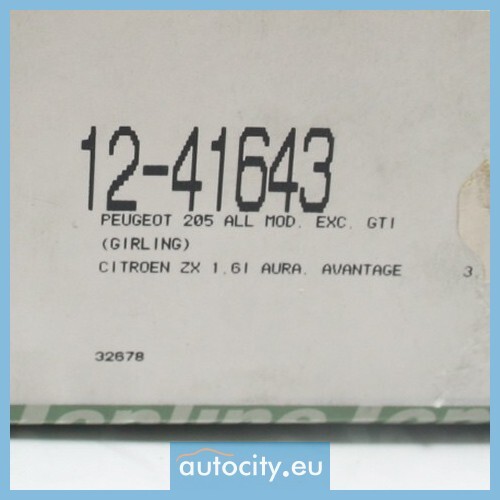 12-41643
PEUGEOT 205 ALL MOD. EXC. GTI
(GIRLING)
CITROEN ZX 1.6I AURA. AVANTAGE 3.
32678
autocity.eu